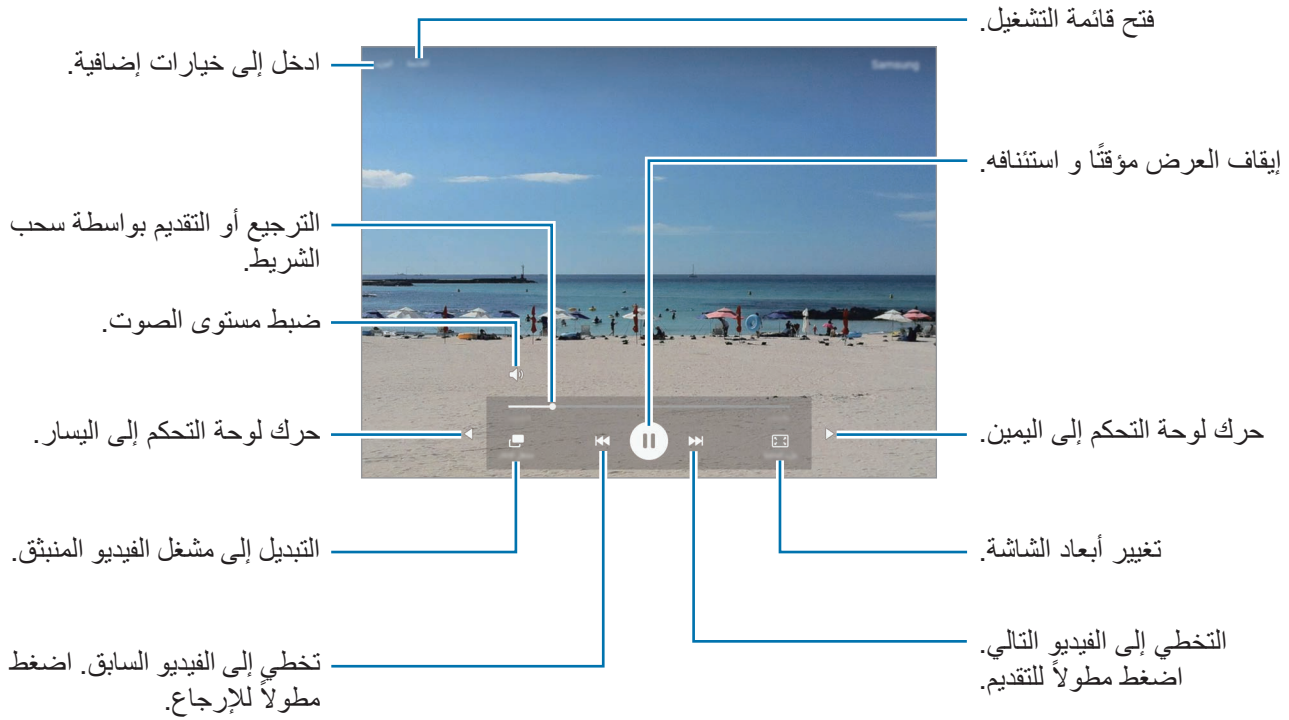 فتح قائمة التشغيل.
ادخل إلى خيارات إضافية.
Samsung
إيقاف العرض مؤقتًا و استئنافه.
الترجيع أو التقديم بواسطة سحب
الشريط.
ضبط مستوى الصوت.
حرك لوحة التحكم إلى اليمين.
حرك لوحة التحكم إلى اليسار.
تغيير أبعاد الشاشة.
التبديل إلى مشغل الفيديو المنبثق.
التخطي إلى الفيديو التالي.
اضغط مطولاً للتقديم.
تخطي إلى الفيديو السابق. اضغط
مطولاً للإرجاع.